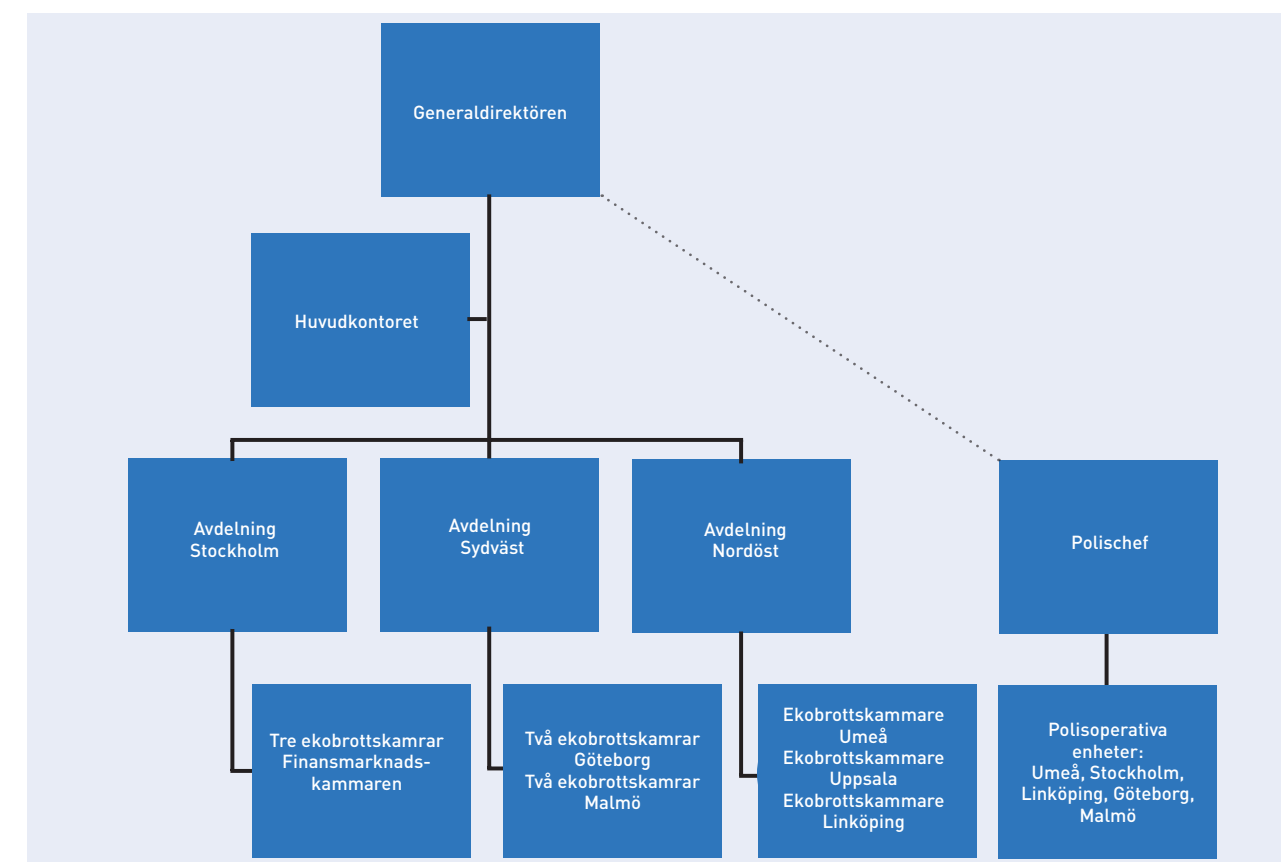 Generaldirektören
Huvudkontoret
Avdelning
Stockholm
Avdelning
Sydväst
Avdelning
Nordöst
Polischef
Tre ekobrottskamrar
Finansmarknads-
kammaren
Två ekobrottskamrar
Göteborg
Två ekobrottskamrar
Malmö
Ekobrottskammare
Umeå
Ekobrottskammare
Uppsala
Ekobrottskammare
Linköping
Polisoperativa
enheter:
Umeå, Stockholm,
Linköping, Göteborg,
Malmö